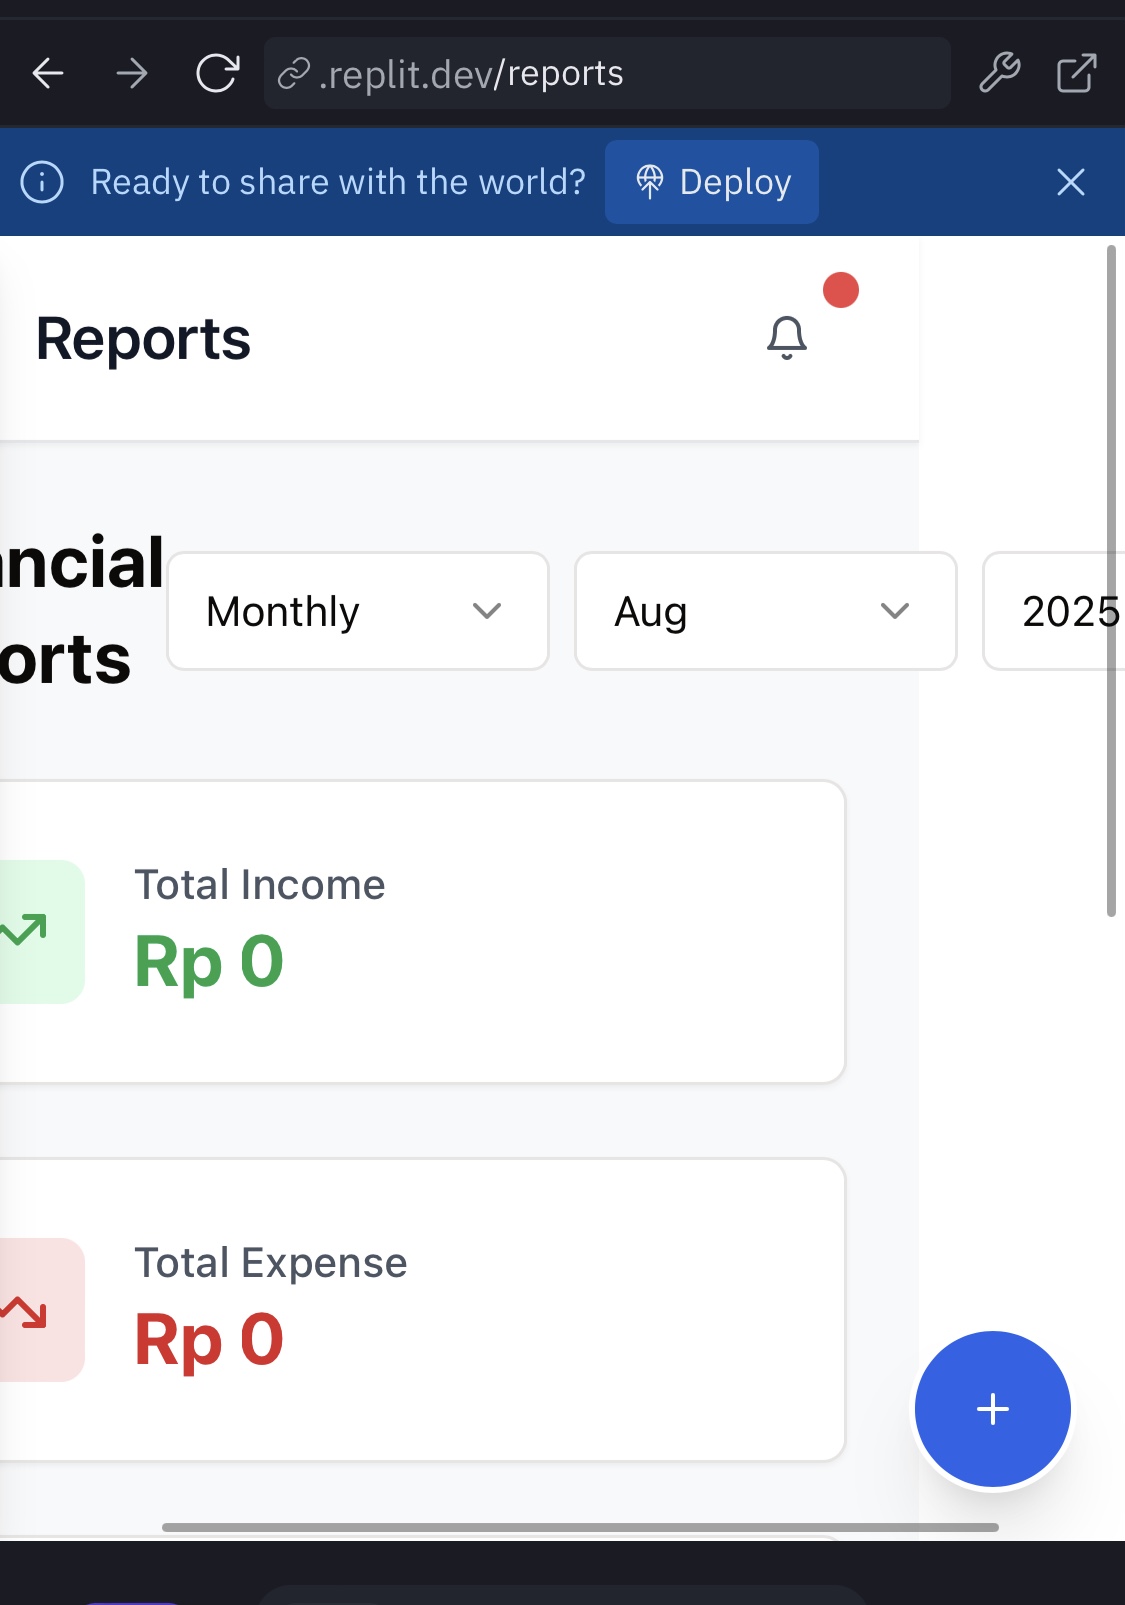 .replit.dev/reports
Ready to share with the world?
Deploy
Reports
ncial
orts
Monthly
Aug
2025
Total Income
Rp 0
Total Expense
Rp 0